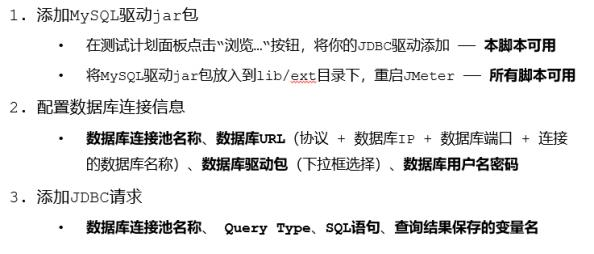 1. 添加MySQL驱动jar包
• 在测试计划面板点击“浏览…“按钮，将你的JDBC驱动添加 —— 本脚本可用
• 将MySQL驱动jar包放入到lib/ext目录下，重启JMeter —— 所有脚本可用
2. 配置数据库连接信息
• 数据库连接池名称、数据库URL（协议 + 数据库IP + 数据库端口 + 连接
的数据库名称）、数据库驱动包（下拉框选择）、数据库用户名密码
3. 添加JDBC请求
• 数据库连接池名称、 Query Type、SQL语句、查询结果保存的变量名